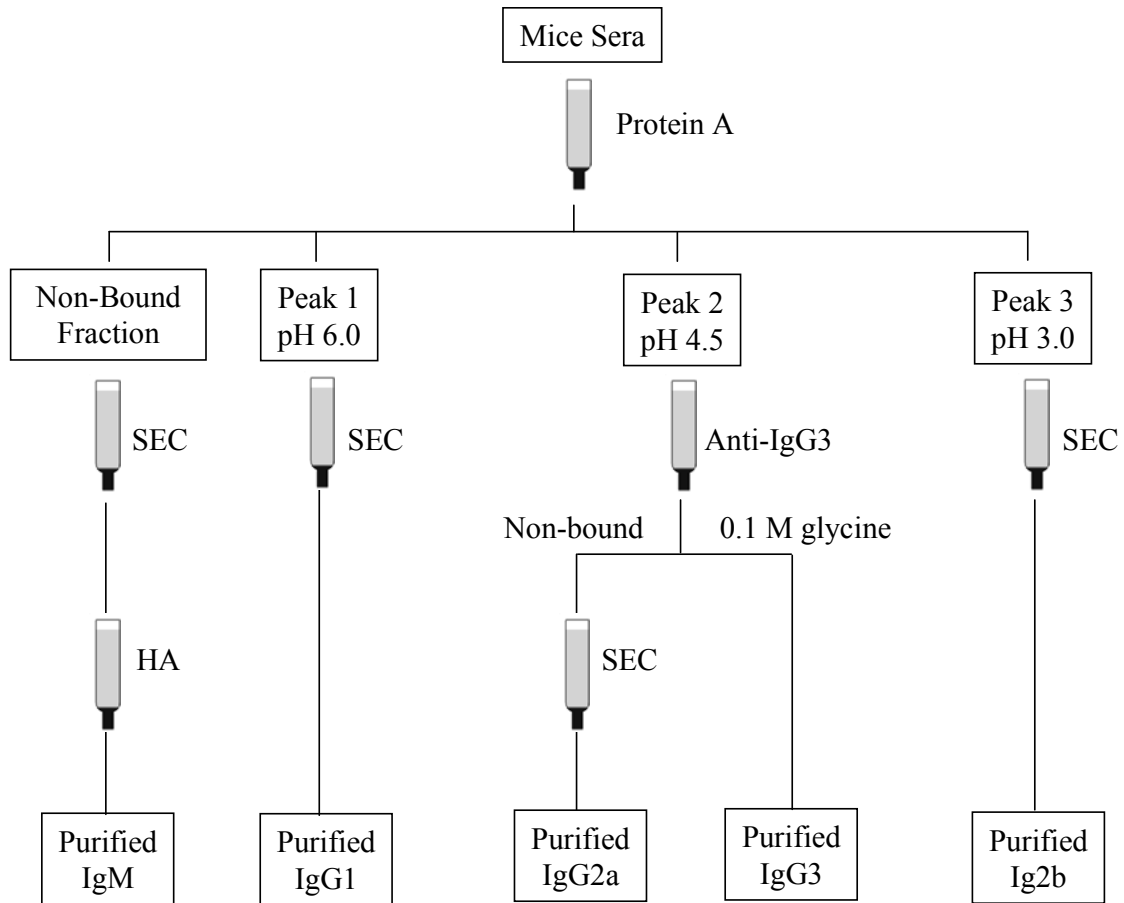 Mice Sera
Protein A
Non-Bound
Fraction
Peak 1
pH 6.0
Peak 2
pH 4.5
Peak 3
pH 3.0
SEC
SEC
Anti-IgG3
SEC
Non-bound
0.1 M glycine
HA
SEC
Purified
IgM
Purified
IgG1
Purified
IgG2a
Purified
IgG3
Purified
Ig2b